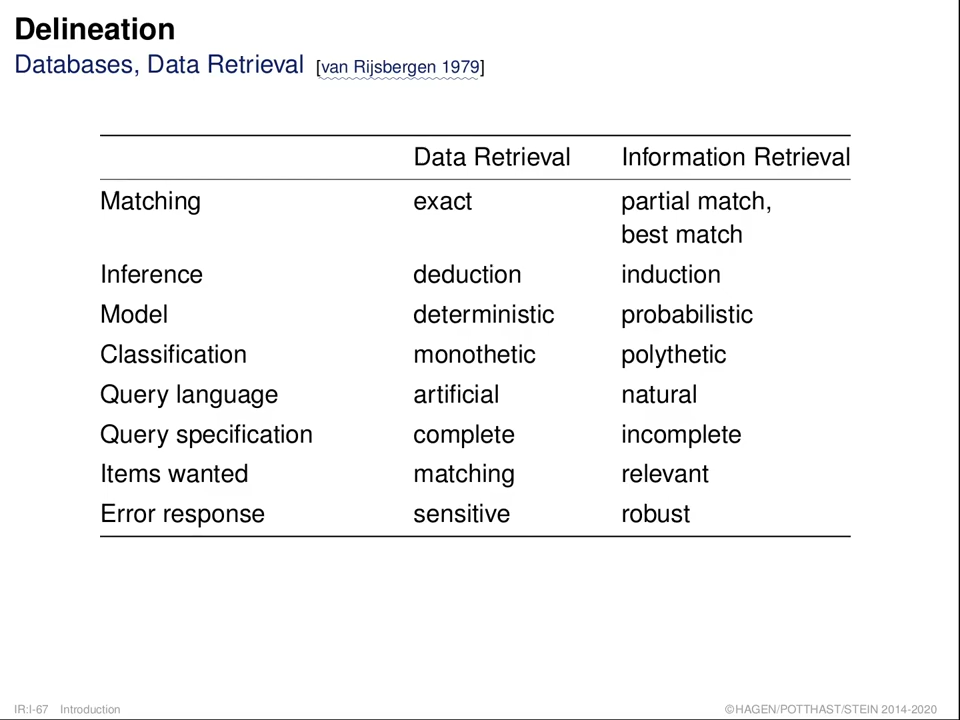 Delineation
Databases, Data Retrieval [van Rijsbergen 1979]
Data Retrieval Information Retrieval
Matching exact partial match,
best match
Inference deduction induction
Model deterministic probabilistic
Classification monothetic polythetic
Query language artificial natural
Query specification complete incomplete
Items wanted matching relevant
Error response sensitive robust
IR:I-67 Introduction ©HAGEN/POTTHAST/STEIN 2014-2020